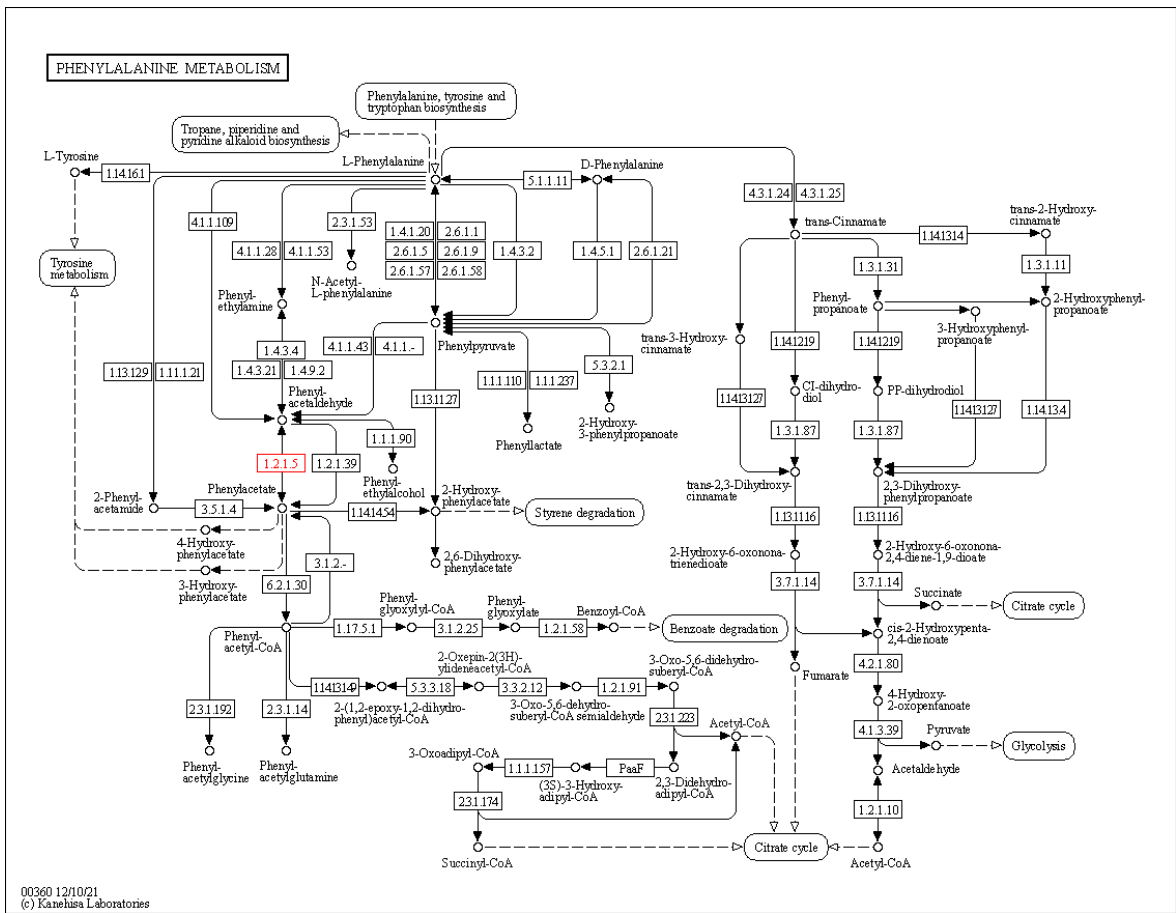 PHENYLALANINE METABOLISM
Phenylalanine, tyrosine and
tryptophan biosynthesis
Tropane, piperidine and
pyridine alkaloid biosynthesis
L-Tyrosine
L-Phenylalanine
D-Phenylalanine
1.14.16.1
5.1.1.11
4.3.1.24
4.3.1.25
trans-Cinnamate
trans-2-Hydroxy-
cinnamate
4.1.1.109
2.3.1.53
1.4.1.20
2.6.1.1
1.14.13.14
4.1.1.28
4.1.1.53
2.6.1.5
2.6.1.9
1.4.3.2
1.4.5.1
2.6.1.21
2.6.1.57
2.6.1.58
Tyrosine
metabolism
N-Acetyl-
L-phenylalanine
1.3.1.31
1.3.1.11
Phenyl-
ethylamine
Phenyl-
propanoate
2-Hydroxyphenyl-
propanoate
Phenylpyruvate
3-Hydroxyphenyl-
propanoate
trans-3-Hydroxy-
cinnamate
1.4.3.4
4.1.1.43
4.1.1.-
1.14.12.19
1.14.12.19
1.4.3.21
1.4.9.2
5.3.2.1
1.13.12.9
1.11.1.21
1.1.1.110
1.1.1.237
Phenyl-
acetaldehyde
1.13.11.27
CI-dihydro-
diol
PP-dihydrodiol
1.14.13.127
1.14.13.127
1.14.13.4
2-Hydroxy-
3-phenylpropanoate
Phenyllactate
1.1.1.90
1.3.1.87
1.3.1.87
1.2.1.5
1.2.1.39
Phenyl-
ethylalcohol
trans-2,3-Dihydroxy-
cinnamate
2,3-Dihydroxy-
phenylpropanoate
2-Phenyl-
acetamide
Phenylacetate
2-Hydroxy-
phenylacetate
3.5.1.4
1.14.14.54
Styrene degradation
1.13.11.16
1.13.11.16
4-Hydroxy-
phenylacetate
2,6-Dihydroxy-
phenylacetate
2-Hydroxy-6-oxonona-
trienedioate
2-Hydroxy-6-oxonona-
2,4-diene-1,9-dioate
3.1.2.-
3-Hydroxy-
phenylacetate
6.2.1.30
3.7.1.14
3.7.1.14
Succinate
Citrate cycle
Phenyl-
glyoxylyl-CoA
Phenyl-
glyoxylate
Benzoyl-CoA
Phenyl-
acetyl-CoA
1.17.5.1
3.1.2.25
1.2.1.58
Benzoate degradation
cis-2-Hydroxypenta-
2,4-dienoate
2-Oxepin-2(3H)-
ylideneacetyl-CoA
3-Oxo-5,6-didehydro-
suberyl-CoA
Fumarate
4.2.1.80
1.14.13.149
5.3.3.18
3.3.2.12
1.2.1.91
2-(1,2-epoxy-1,2-dihydro-
phenyl)acetyl-CoA
3-Oxo-5,6-dehydro-
suberyl-CoA semialdehyde
4-Hydroxy-
2-oxopentanoate
2.3.1.192
2.3.1.14
2.3.1.223
Acetyl-CoA
Pyruvate
4.1.3.39
Glycolysis
Phenyl-
acetylglycine
Phenyl-
acetylglutamine
3-Oxoadipyl-CoA
1.1.1.157
PaaF
Acetaldehyde
(3S)-3-Hydroxy-
adipyl-CoA
2,3-Didehydro-
adipyl-CoA
2.3.1.174
1.2.1.10
Succinyl-CoA
Citrate cycle
Acetyl-CoA
00360 12/10/21
(c) Kanehisa Laboratories